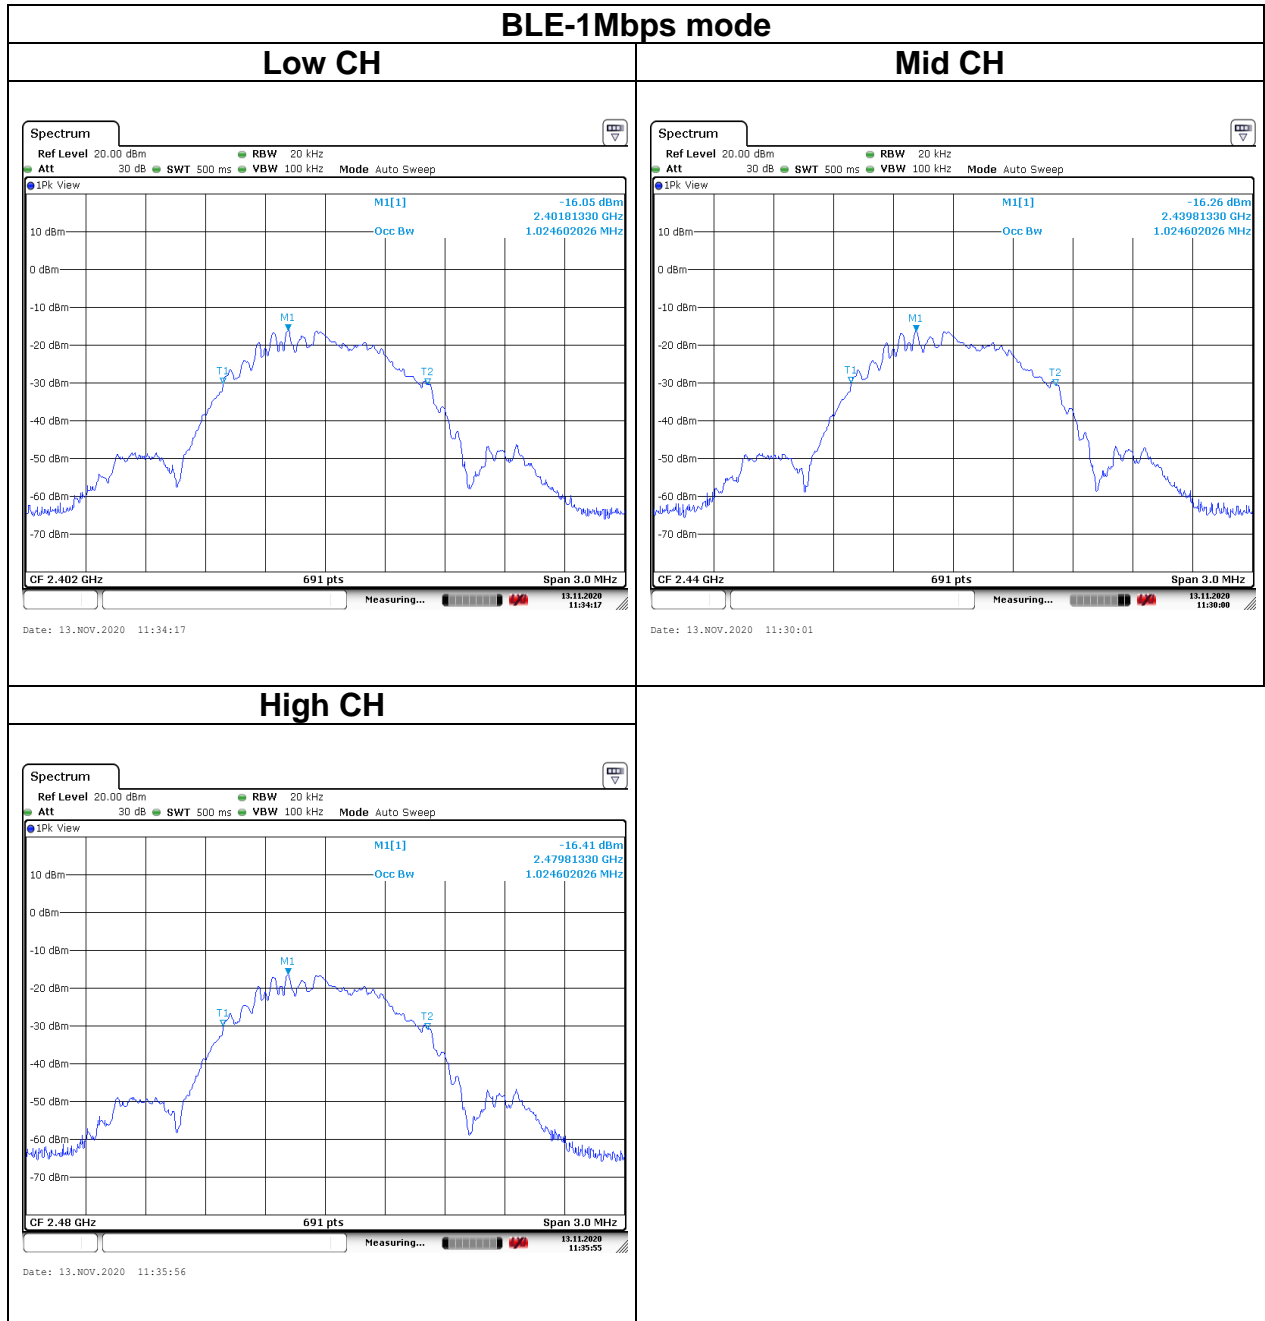 BLE-1Mbps mode
Low CH
Spectrum
Ref Level 20.00 dBm RBW 20 kHz
Att 30 dB SWT 500 ms VBW 100 kHz Mode Auto Sweep
1Pk View
M1[1] -16.05 dBm
2.40181330 GHz
10 dBm Occ Bw 1.024602026 MHz
0 dBm
-10 dBm
M1
-20 dBm
T1 T2
-30 dBm
-40 dBm
-50 dBm
-60 dBm
-70 dBm
CF 2.402 GHz 691 pts Span 3.0 MHz
Measuring... 13.11.2020
11:34:17
Date: 13.NOV.2020 11:34:17
Mid CH
Spectrum
Ref Level 20.00 dBm RBW 20 kHz
Att 30 dB SWT 500 ms VBW 100 kHz Mode Auto Sweep
1Pk View
M1[1] -16.26 dBm
2.43981330 GHz
10 dBm Occ Bw 1.024602026 MHz
0 dBm
-10 dBm
M1
-20 dBm
T1 T2
-30 dBm
-40 dBm
-50 dBm
-60 dBm
-70 dBm
CF 2.44 GHz 691 pts Span 3.0 MHz
Measuring... 13.11.2020
11:30:00
Date: 13.NOV.2020 11:30:01
High CH
Spectrum
Ref Level 20.00 dBm RBW 20 kHz
Att 30 dB SWT 500 ms VBW 100 kHz Mode Auto Sweep
1Pk View
M1[1] -16.41 dBm
2.47981330 GHz
10 dBm Occ Bw 1.024602026 MHz
0 dBm
-10 dBm
M1
-20 dBm
T1 T2
-30 dBm
-40 dBm
-50 dBm
-60 dBm
-70 dBm
CF 2.48 GHz 691 pts Span 3.0 MHz
Measuring... 13.11.2020
11:35:55
Date: 13.NOV.2020 11:35:56